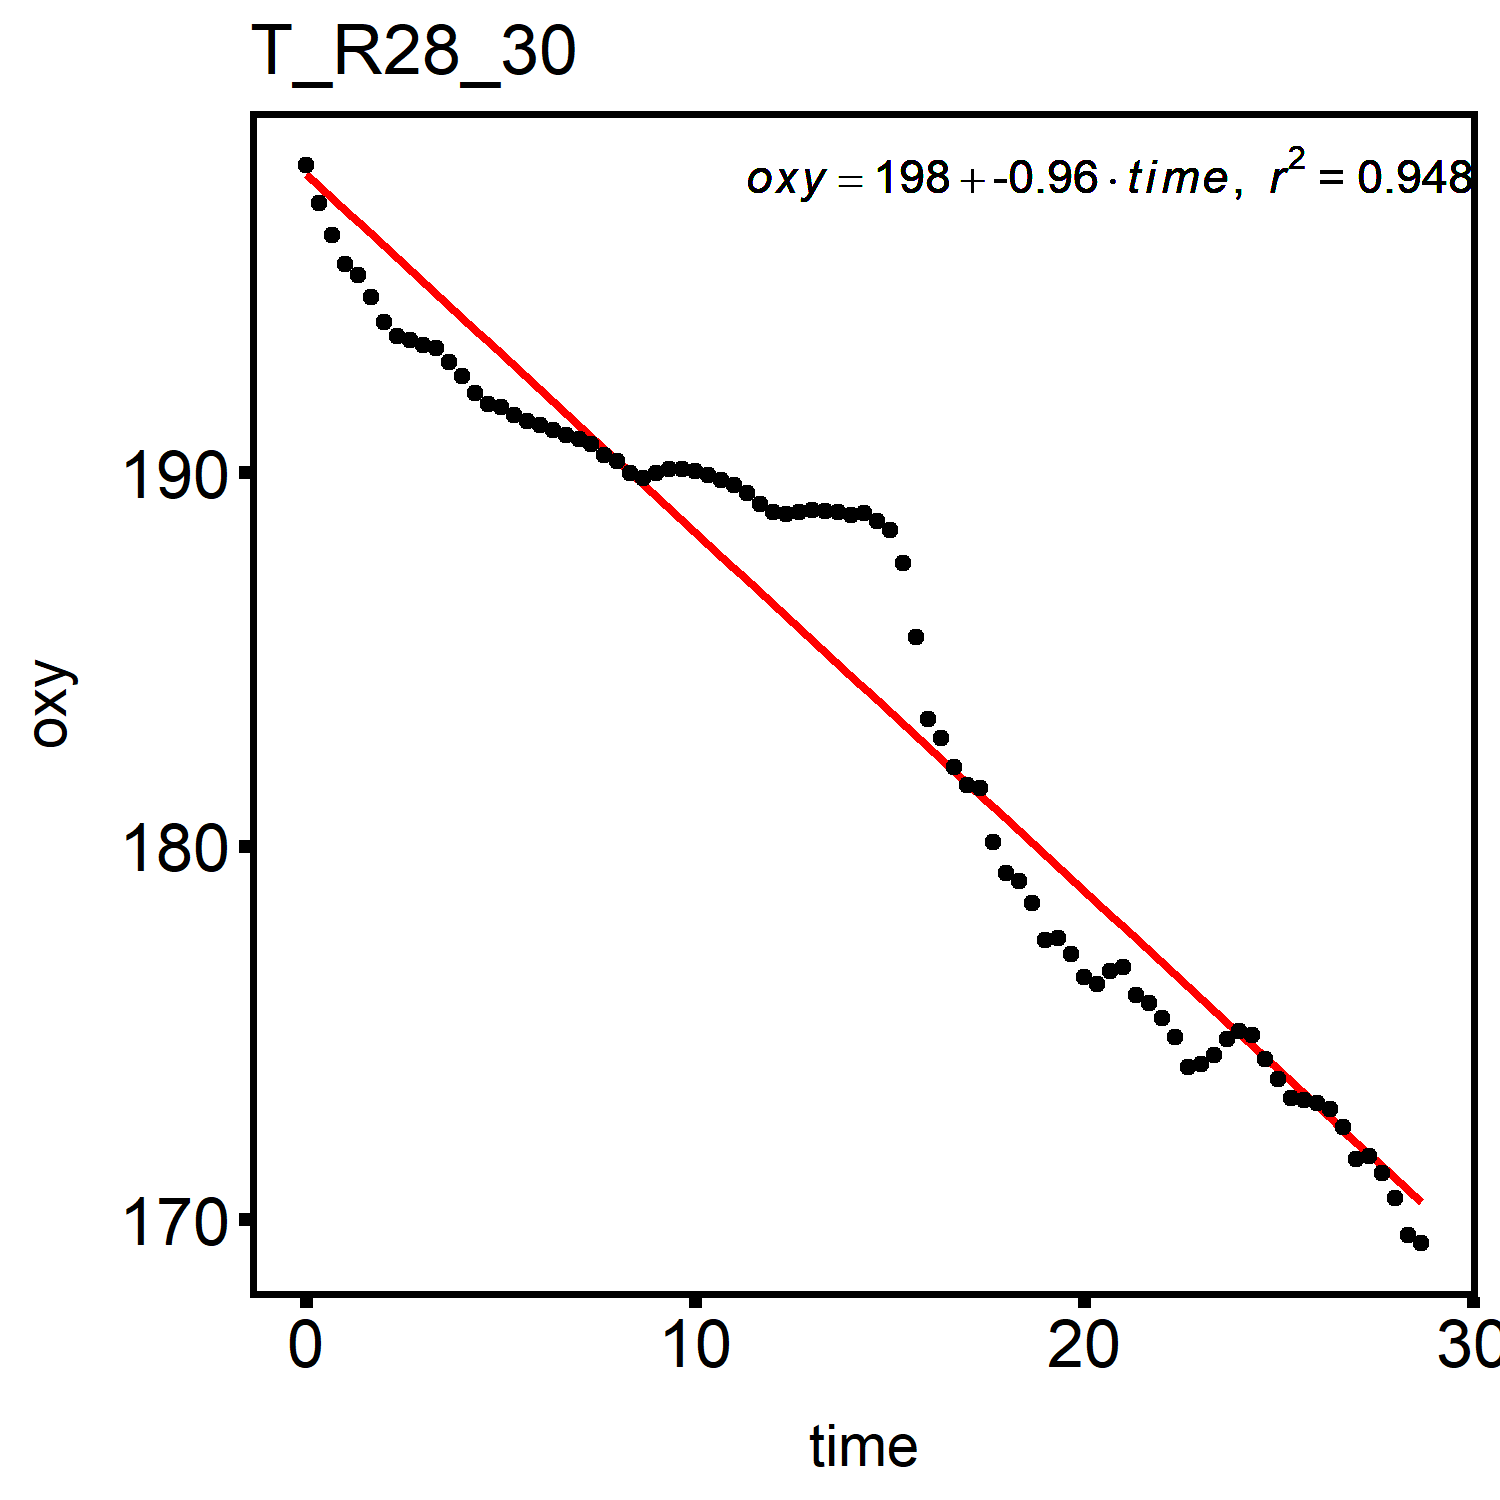 T_R28_30
oxy = 198 + -0.96 · time, r² = 0.948
190
180
170
oxy
0 10 20 30
time